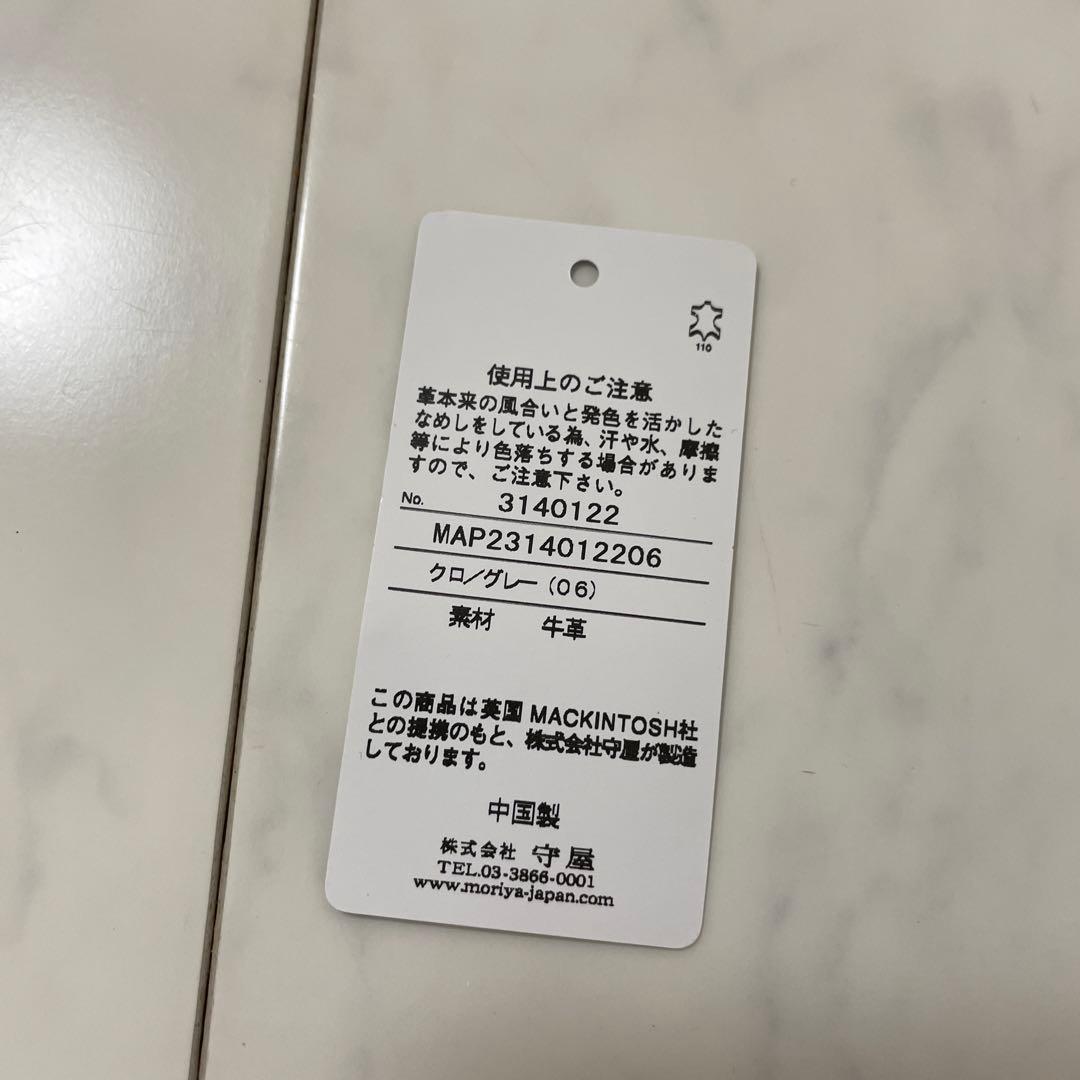 110
使用上のご注意
革本来の風合いと発色を活かした
なめしをしている為、汗や水、摩擦
等により色落ちする場合がありま
すので、ご注意下さい。
No. 3140122
MAP2314012206
クロ/グレー(06)
素材 牛革
この商品は英国 MACKINTOSH社
との提携のもと、株式会社守屋が製造
しております。
中国製
株式会社 守屋
TEL.03-3866-0001
www.moriya-japan.com